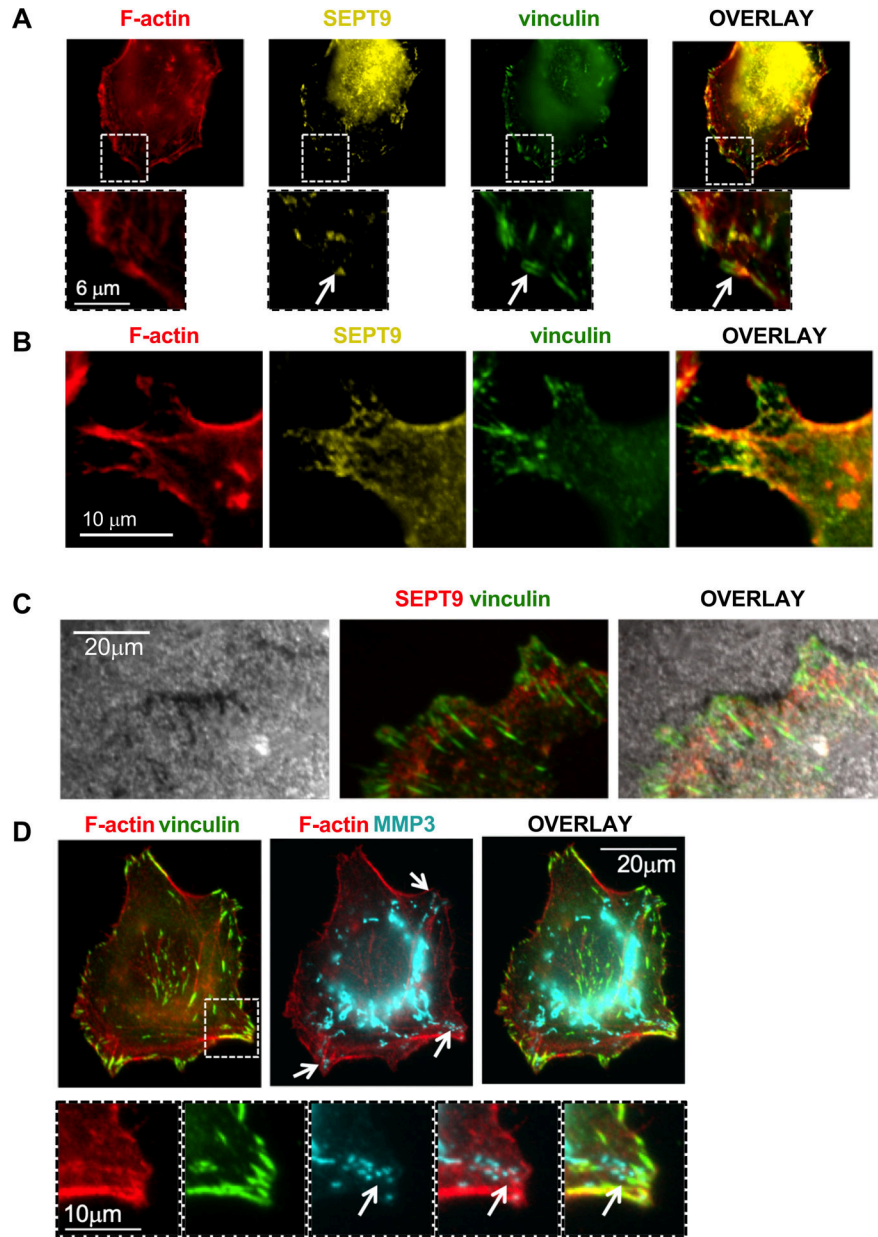 A
F-actin SEPT9 vinculin OVERLAY
6 μm
B
F-actin SEPT9 vinculin OVERLAY
10 μm
C
SEPT9 vinculin OVERLAY
20μm
D
F-actin vinculin F-actin MMP3 OVERLAY
20μm
10μm